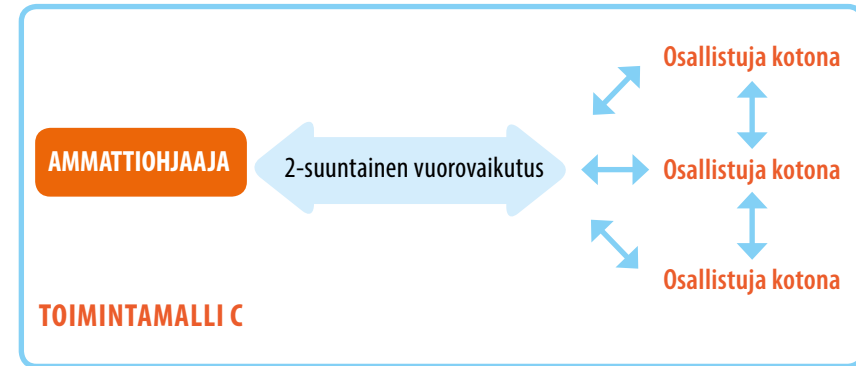 Osallistuja kotona
AMMATTIOHJAAJA
2-suuntainen vuorovaikutus
Osallistuja kotona
Osallistuja kotona
TOIMINTAMALLI C